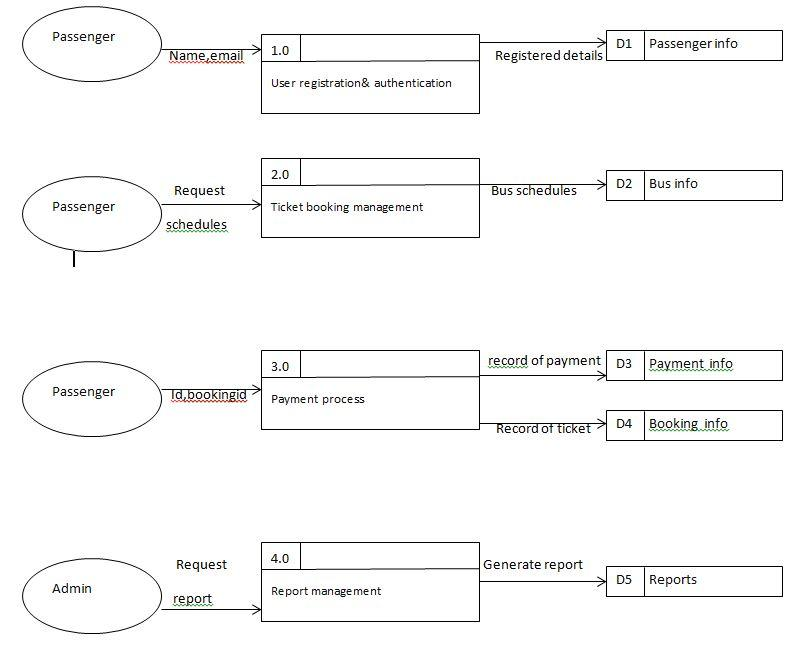 Passenger
Name,email
1.0
User registration& authentication
Registered details
D1 Passenger info
Passenger
Request
schedules
2.0
Ticket booking management
Bus schedules
D2 Bus info
Passenger
Id,bookingid
3.0
Payment process
record of payment
D3 Payment info
Record of ticket
D4 Booking info
Admin
Request
report
4.0
Report management
Generate report
D5 Reports